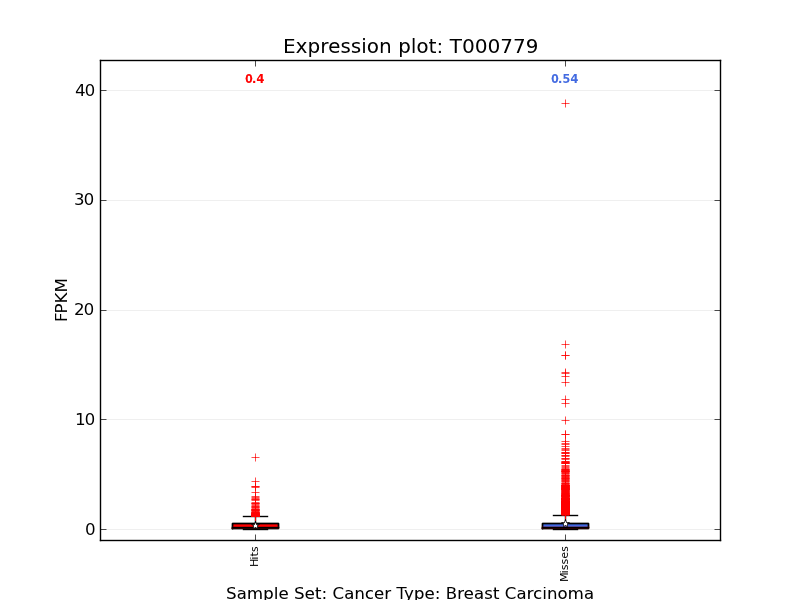 Expression plot: T000779
0.4
0.54
40
30
20
10
0
FPKM
Hits
Misses
Sample Set: Cancer Type: Breast Carcinoma